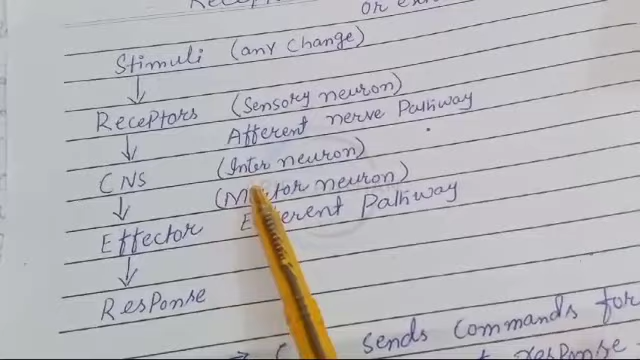 or
Stimuli (any change)
Receptors (Sensory neuron)
Afferent nerve Pathway
CNS (Inter neuron)
(Motor neuron)
Effector Efferent Pathway
Response
sends Commands for
response